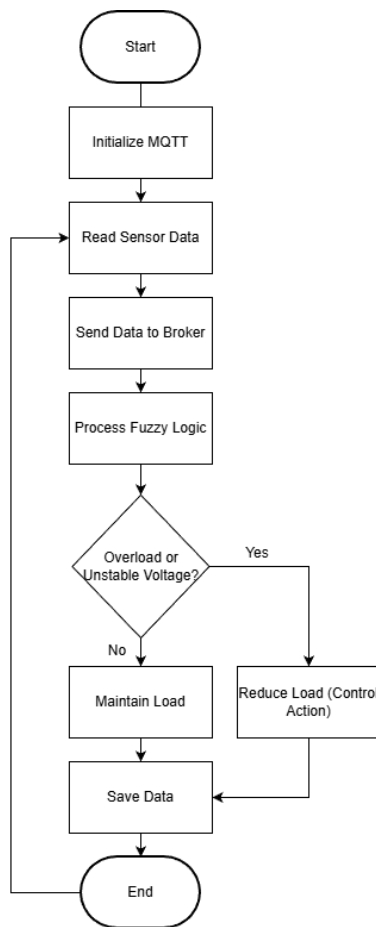 Start
Initialize MQTT
Read Sensor Data
Send Data to Broker
Process Fuzzy Logic
Overload or
Unstable Voltage?
Yes
No
Maintain Load
Reduce Load (Control
Action)
Save Data
End